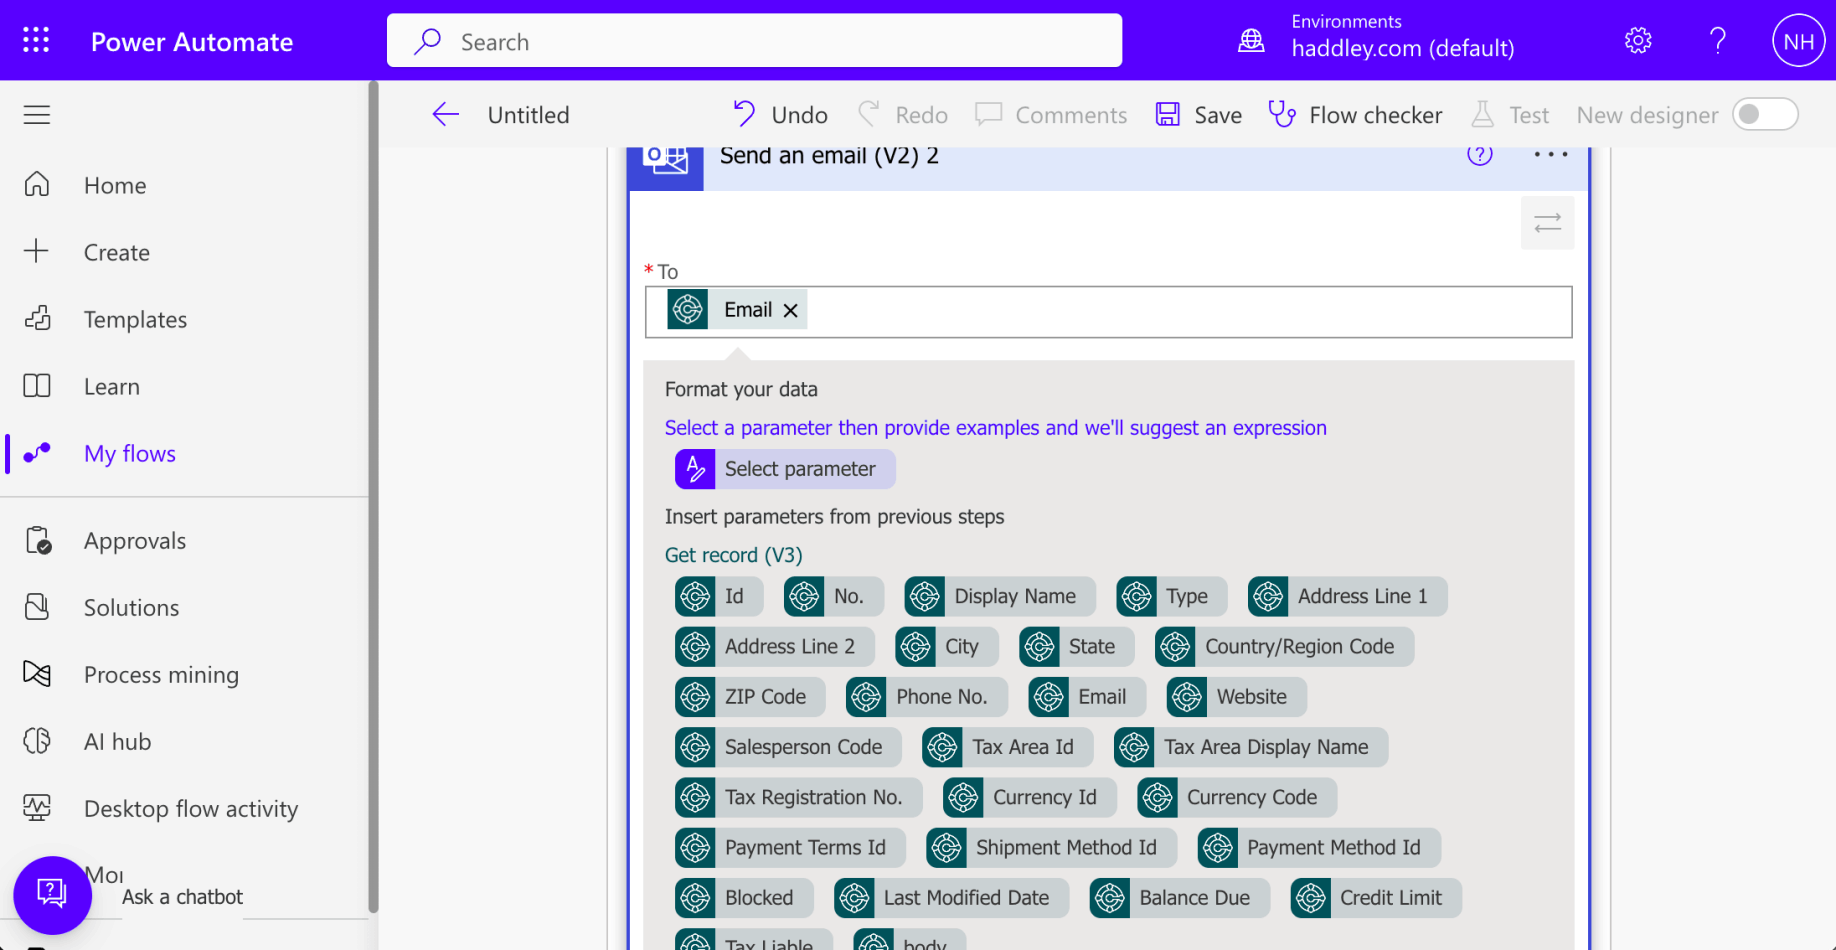 Power Automate
Search
Environments
haddley.com (default)
?
NH
Untitled
Undo
Redo
Comments
Save
Flow checker
Test
New designer
Home
Create
Templates
Learn
My flows
Approvals
Solutions
Process mining
AI hub
Desktop flow activity
Ask a chatbot
Send an email (V2) 2
* To
Email
Format your data
Select a parameter then provide examples and we'll suggest an expression
Select parameter
Insert parameters from previous steps
Get record (V3)
Id No. Display Name Type Address Line 1
Address Line 2 City State Country/Region Code
ZIP Code Phone No. Email Website
Salesperson Code Tax Area Id Tax Area Display Name
Tax Registration No. Currency Id Currency Code
Payment Terms Id Shipment Method Id Payment Method Id
Blocked Last Modified Date Balance Due Credit Limit
Tax Liable body